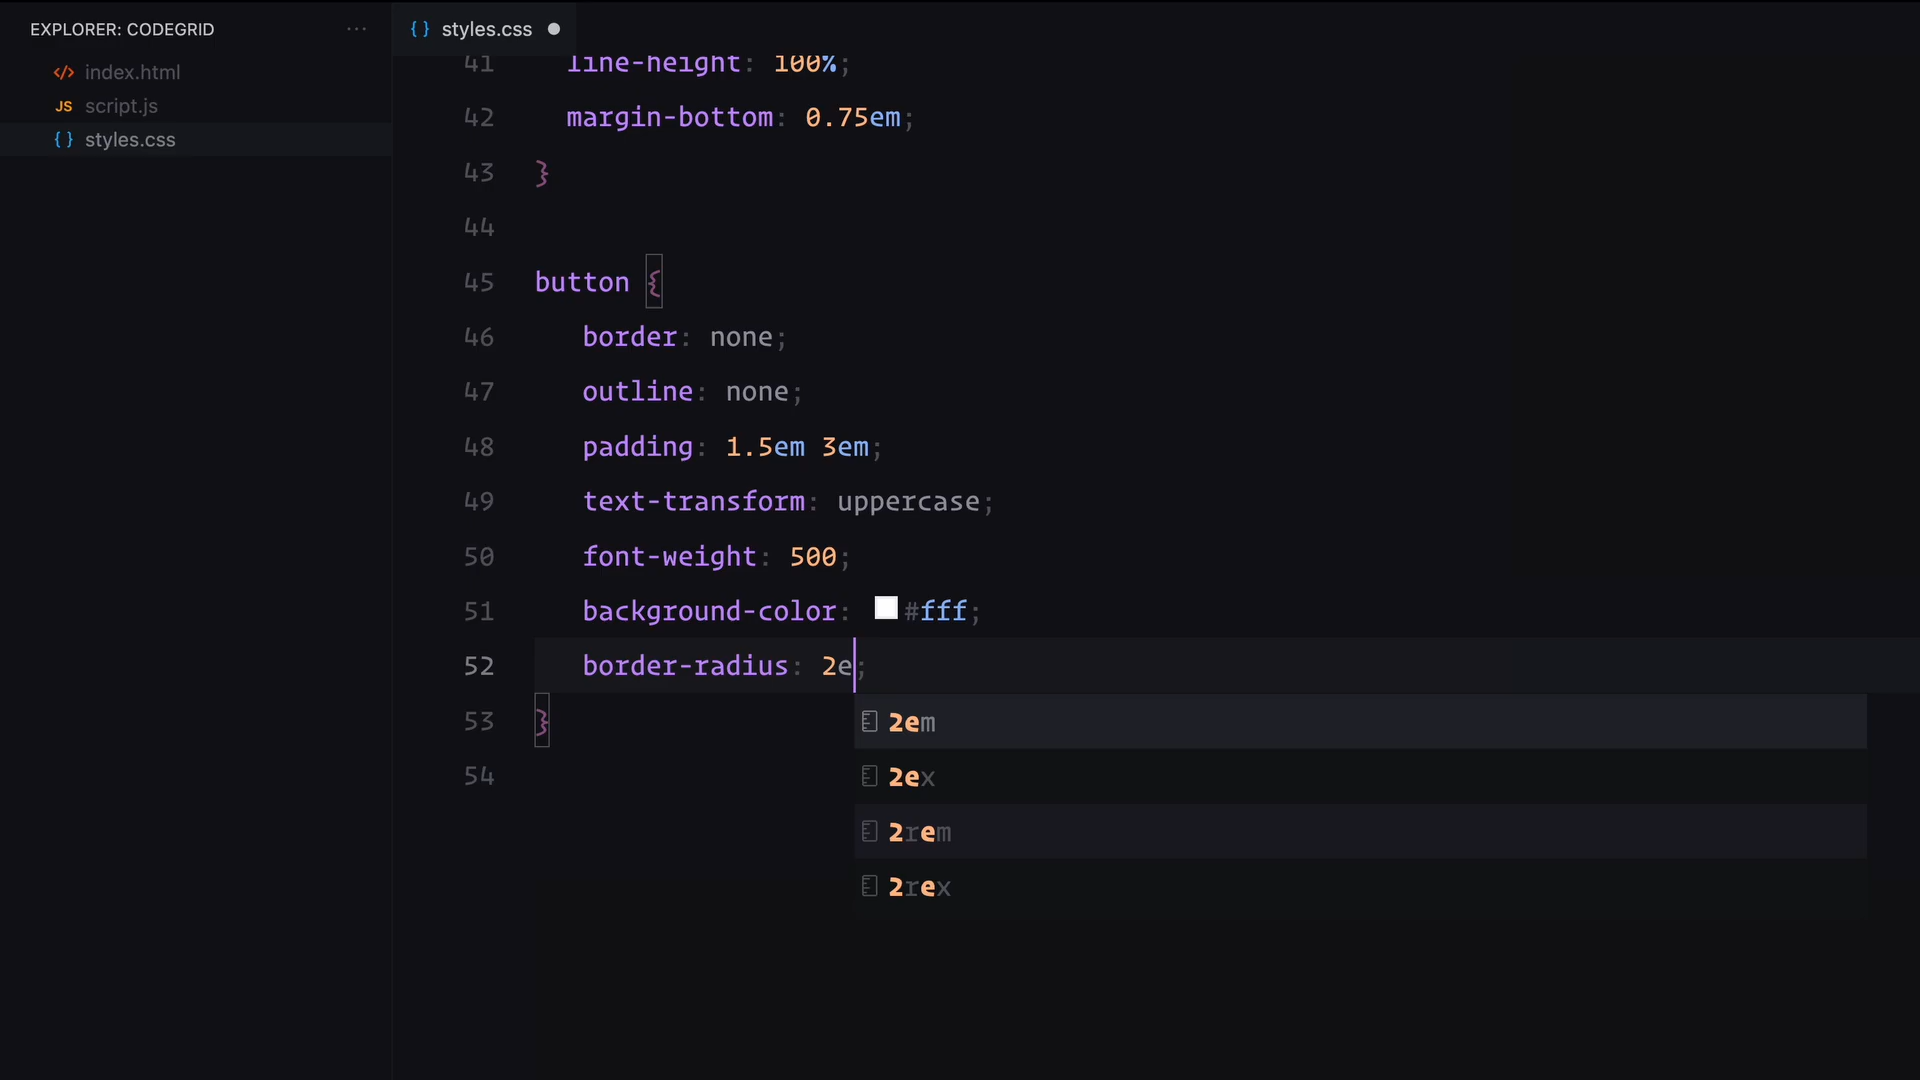 EXPLORER: CODEGRID ...
</> index.html
JS script.js
{} styles.css
{} styles.css
41 line-height: 100%;
42 margin-bottom: 0.75em;
43 }
44
45 button {
46 border: none;
47 outline: none;
48 padding: 1.5em 3em;
49 text-transform: uppercase;
50 font-weight: 500;
51 background-color: #fff;
52 border-radius: 2e;
53 }
54
2em
2ex
2rem
2rex